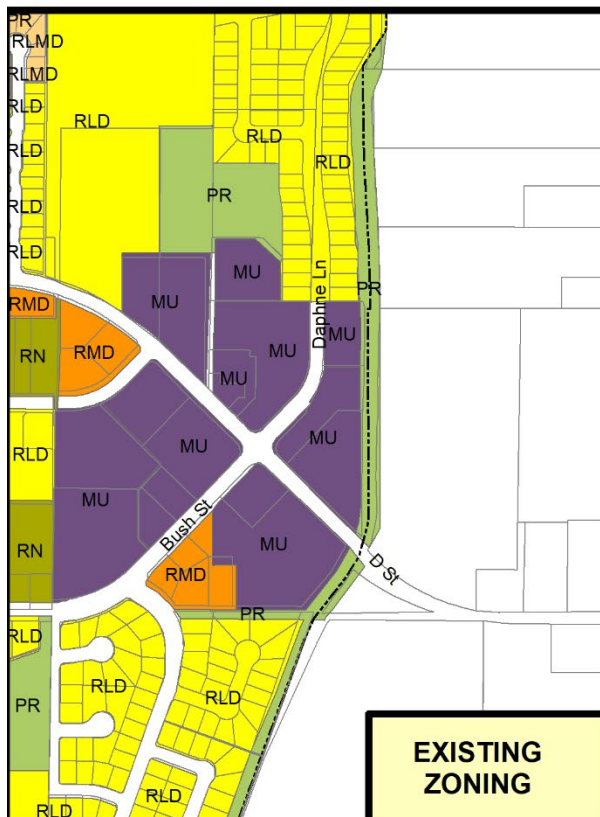 PR
RLMD
RLMD
RLD
RLD
RLD
RLD
RLD
RLD
RLD
PR
PR
MU
MU
Daphne Ln
MU
MU
MU
RMD
RMD
RN
RLD
MU
MU
MU
RN
Bush St
MU
RMD
D St
PR
RLD
RLD
RLD
PR
RLD
RLD
EXISTING
ZONING